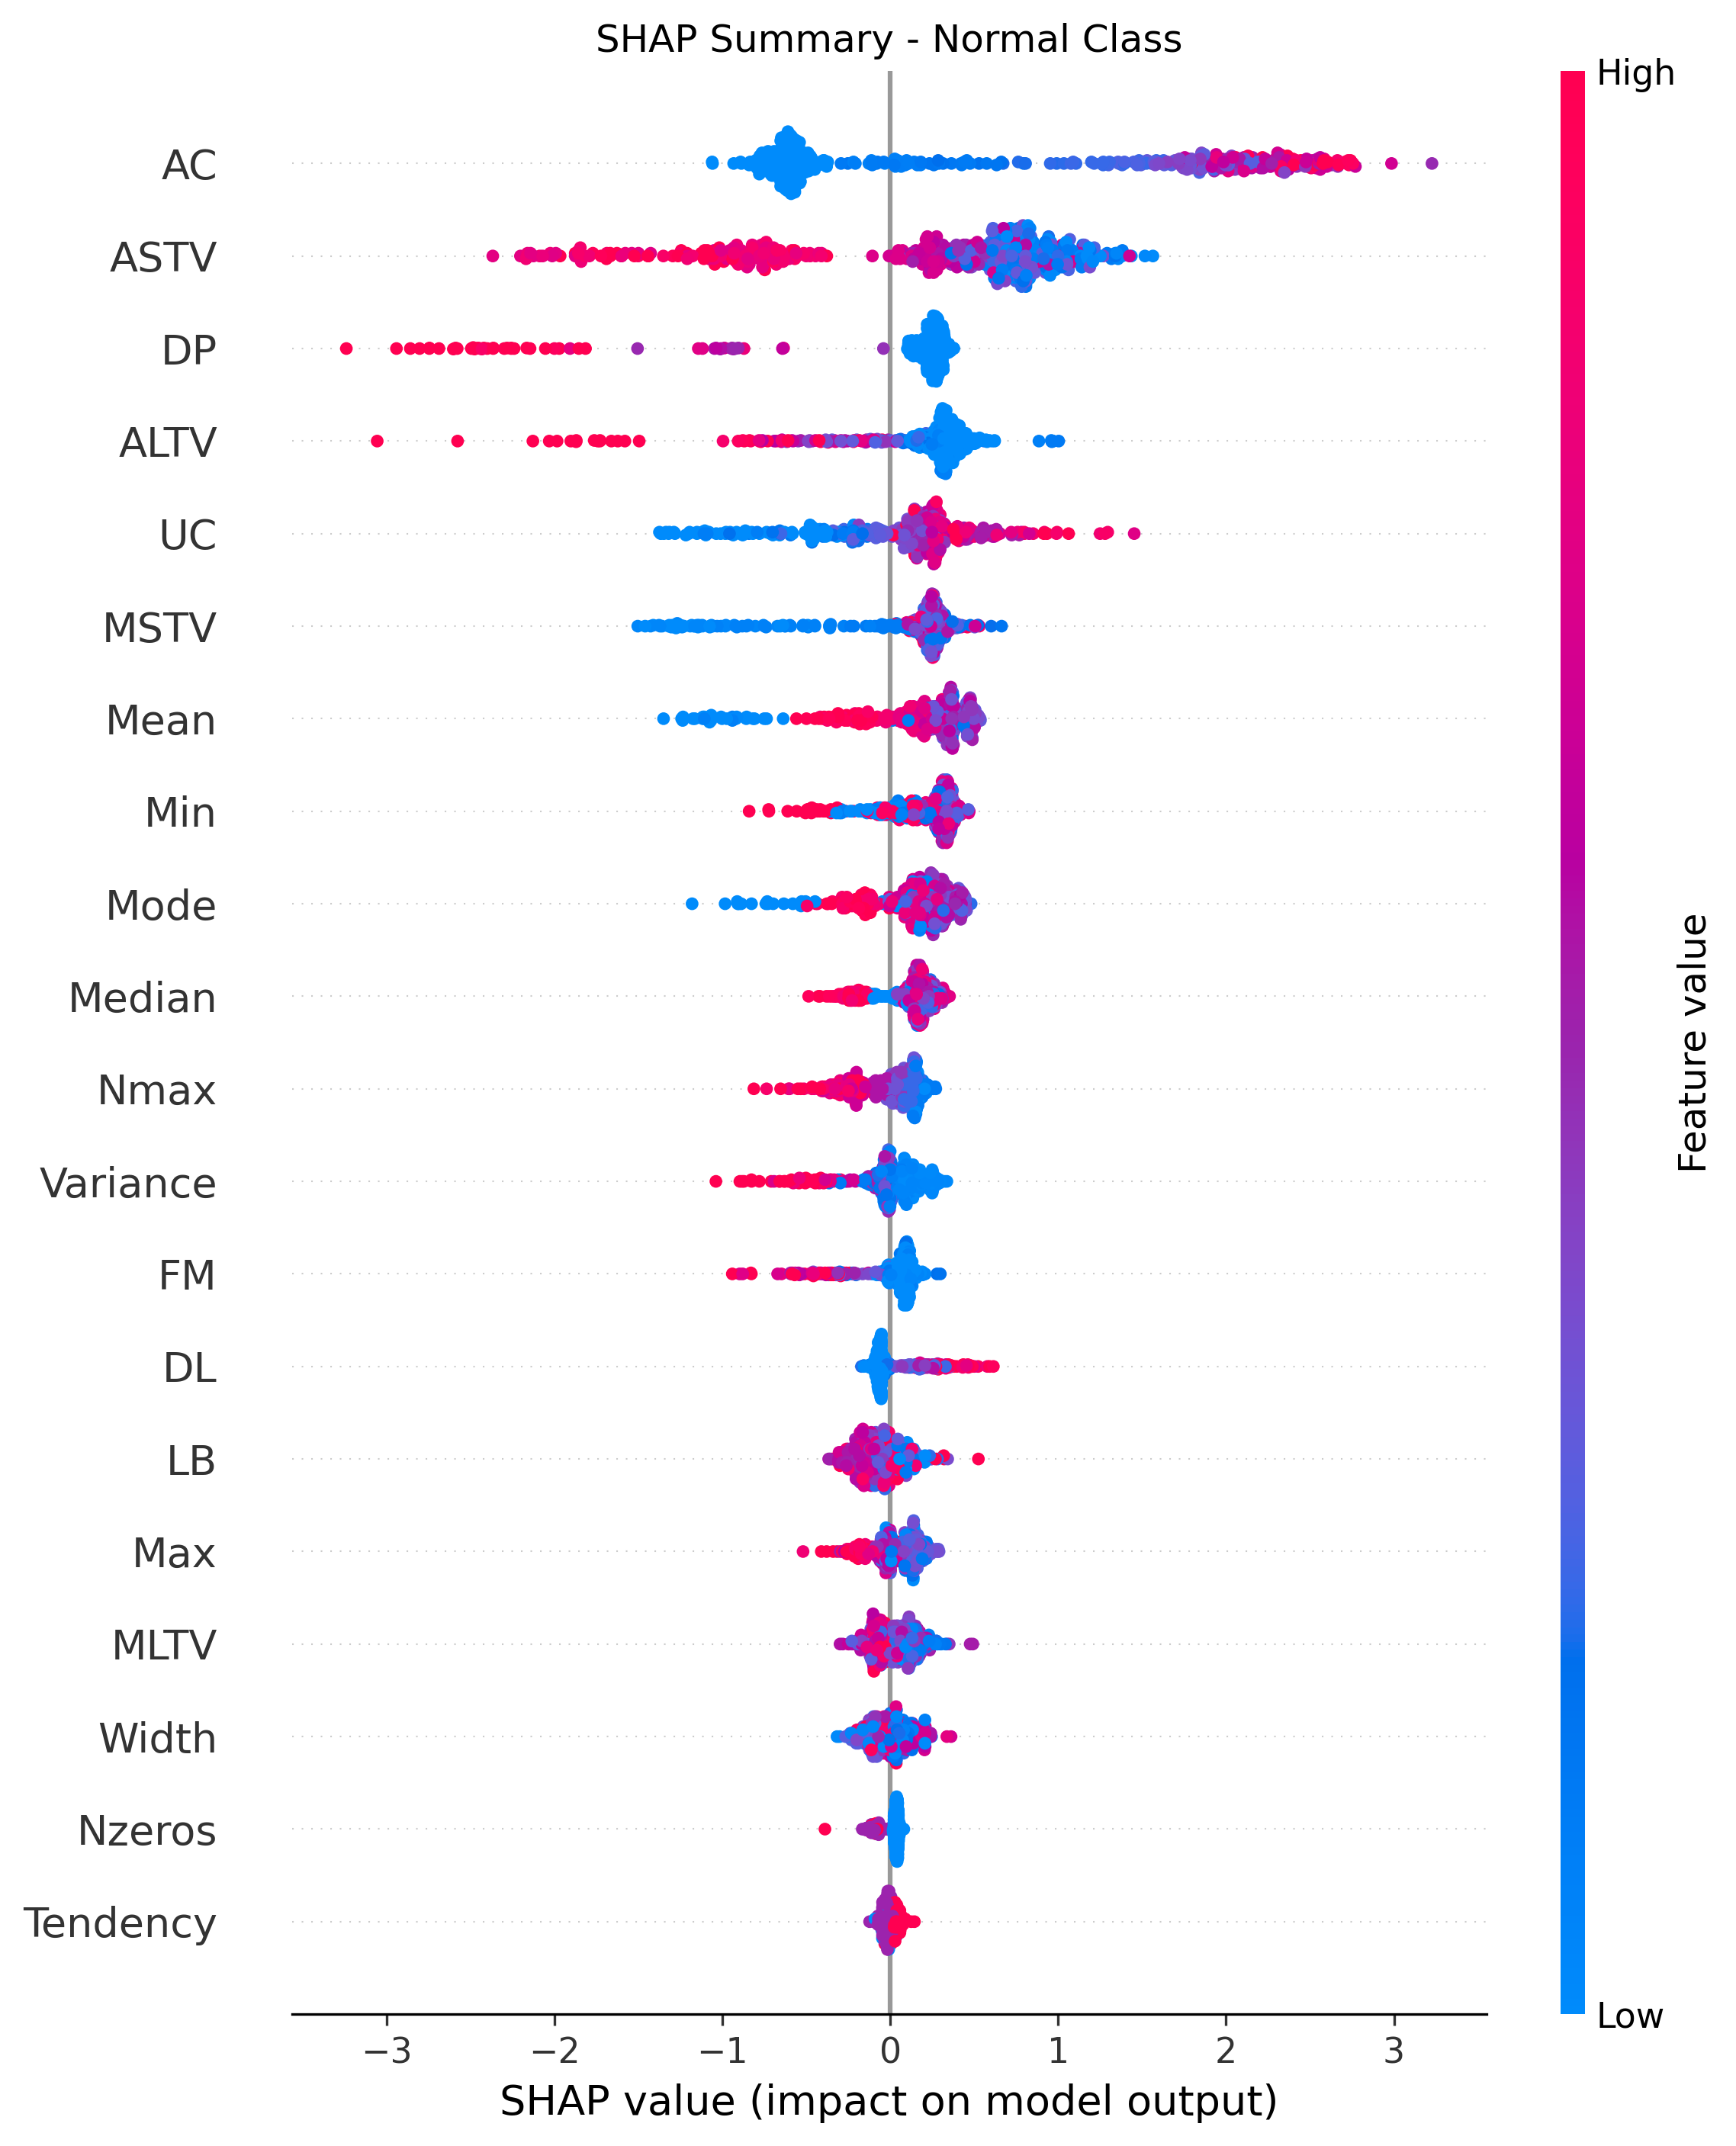 SHAP Summary - Normal Class
High
AC
ASTV
DP
ALTV
UC
MSTV
Mean
Min
Mode
Median
Nmax
Variance
FM
DL
LB
Max
MLTV
Width
Nzeros
Tendency
Feature value
Low
−3 −2 −1 0 1 2 3
SHAP value (impact on model output)